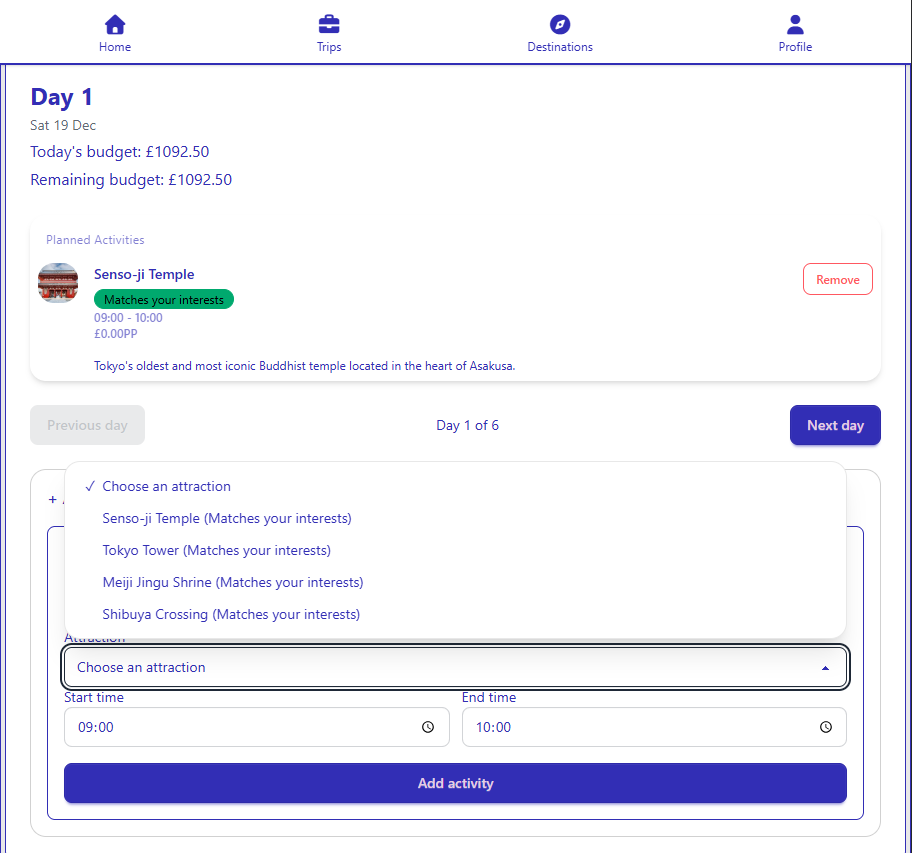 Home
Trips
Destinations
Profile
Day 1
Sat 19 Dec
Today's budget: £1092.50
Remaining budget: £1092.50
Planned Activities
Senso-ji Temple
Remove
Matches your interests
09:00 - 10:00
£0.00PP
Tokyo's oldest and most iconic Buddhist temple located in the heart of Asakusa.
Previous day
Day 1 of 6
Next day
+
✓ Choose an attraction
Senso-ji Temple (Matches your interests)
Tokyo Tower (Matches your interests)
Meiji Jingu Shrine (Matches your interests)
Shibuya Crossing (Matches your interests)
Attraction
Choose an attraction
Start time
End time
09:00
10:00
Add activity